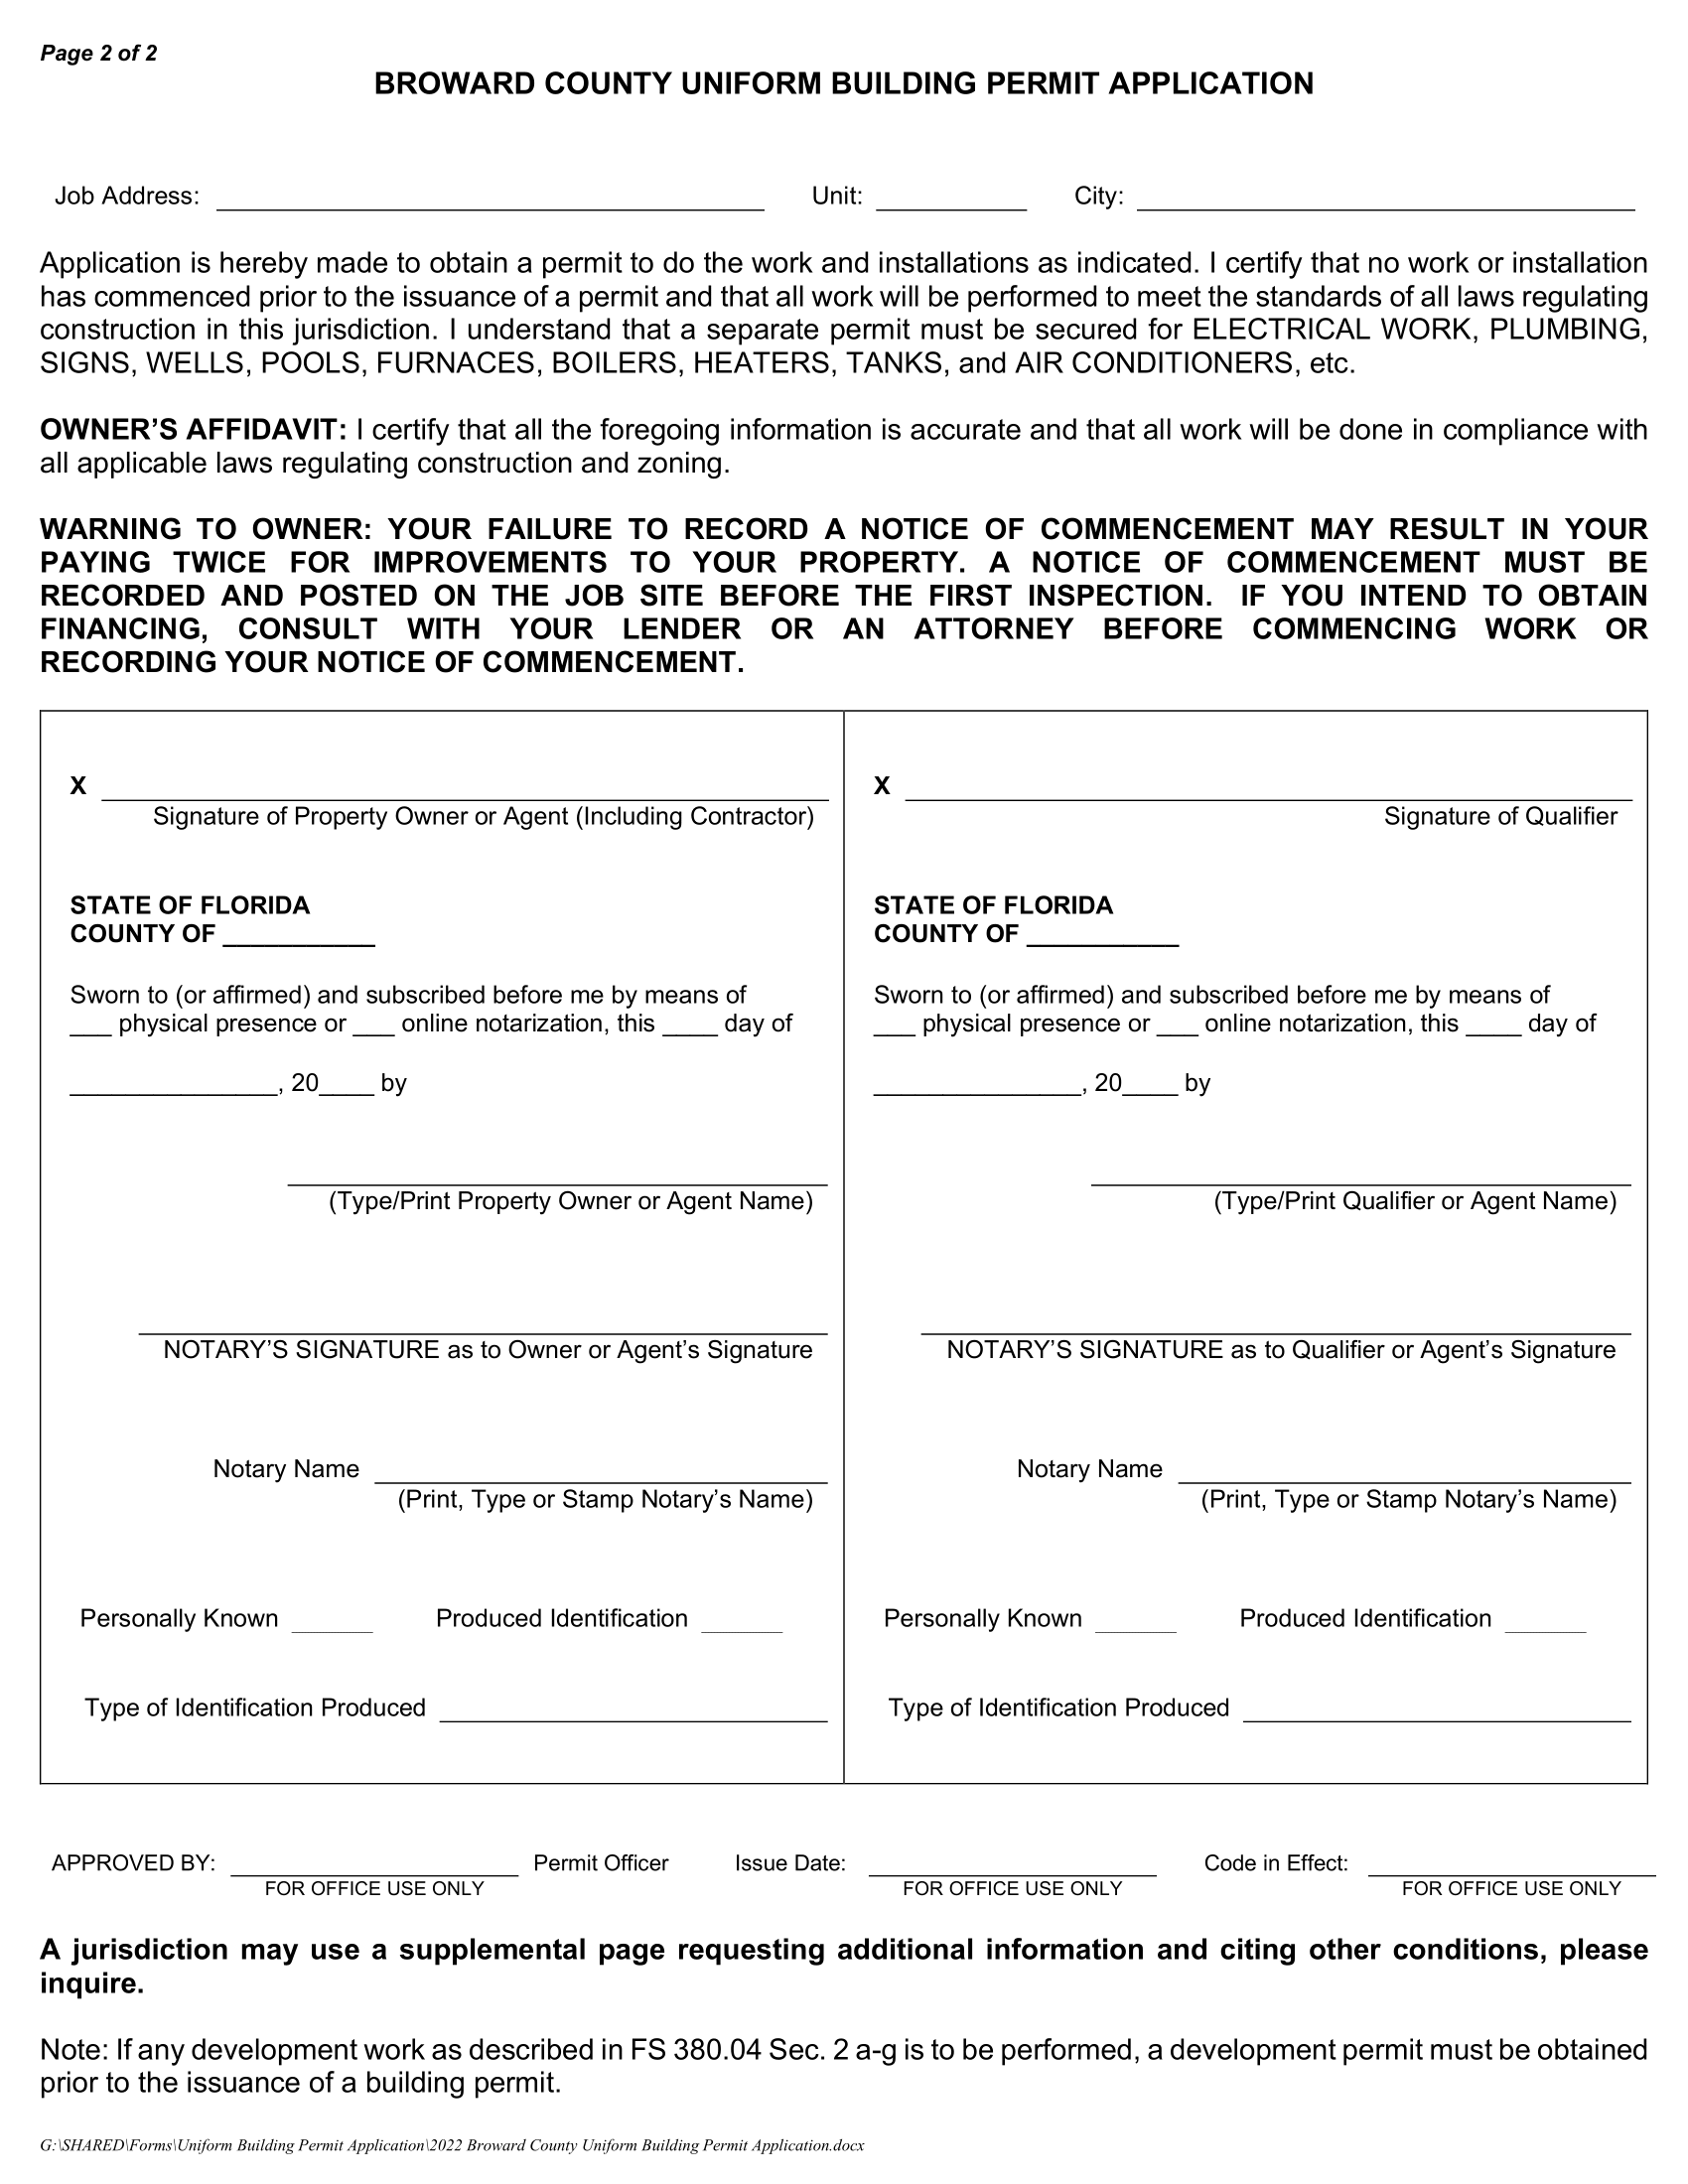 Page 2 of 2
BROWARD COUNTY UNIFORM BUILDING PERMIT APPLICATION
Job Address: Unit: City:
Application is hereby made to obtain a permit to do the work and installations as indicated. I certify that no work or installation
has commenced prior to the issuance of a permit and that all work will be performed to meet the standards of all laws regulating
construction in this jurisdiction. I understand that a separate permit must be secured for ELECTRICAL WORK, PLUMBING,
SIGNS, WELLS, POOLS, FURNACES, BOILERS, HEATERS, TANKS, and AIR CONDITIONERS, etc.
OWNER’S AFFIDAVIT: I certify that all the foregoing information is accurate and that all work will be done in compliance with
all applicable laws regulating construction and zoning.
WARNING TO OWNER: YOUR FAILURE TO RECORD A NOTICE OF COMMENCEMENT MAY RESULT IN YOUR
PAYING TWICE FOR IMPROVEMENTS TO YOUR PROPERTY. A NOTICE OF COMMENCEMENT MUST BE
RECORDED AND POSTED ON THE JOB SITE BEFORE THE FIRST INSPECTION. IF YOU INTEND TO OBTAIN
FINANCING, CONSULT WITH YOUR LENDER OR AN ATTORNEY BEFORE COMMENCING WORK OR
RECORDING YOUR NOTICE OF COMMENCEMENT.
X
Signature of Property Owner or Agent (Including Contractor)
STATE OF FLORIDA
COUNTY OF ___________
Sworn to (or affirmed) and subscribed before me by means of
___ physical presence or ___ online notarization, this ____ day of
_______________, 20____ by
(Type/Print Property Owner or Agent Name)
NOTARY’S SIGNATURE as to Owner or Agent’s Signature
Notary Name
(Print, Type or Stamp Notary’s Name)
Personally Known ______ Produced Identification ______
Type of Identification Produced
X
Signature of Qualifier
STATE OF FLORIDA
COUNTY OF ___________
Sworn to (or affirmed) and subscribed before me by means of
___ physical presence or ___ online notarization, this ____ day of
_______________, 20____ by
(Type/Print Qualifier or Agent Name)
NOTARY’S SIGNATURE as to Qualifier or Agent’s Signature
Notary Name
(Print, Type or Stamp Notary’s Name)
Personally Known ______ Produced Identification ______
Type of Identification Produced
APPROVED BY: Permit Officer Issue Date: Code in Effect:
FOR OFFICE USE ONLY FOR OFFICE USE ONLY FOR OFFICE USE ONLY
A jurisdiction may use a supplemental page requesting additional information and citing other conditions, please
inquire.
Note: If any development work as described in FS 380.04 Sec. 2 a-g is to be performed, a development permit must be obtained
prior to the issuance of a building permit.
G:\SHARED\Forms\Uniform Building Permit Application\2022 Broward County Uniform Building Permit Application.docx